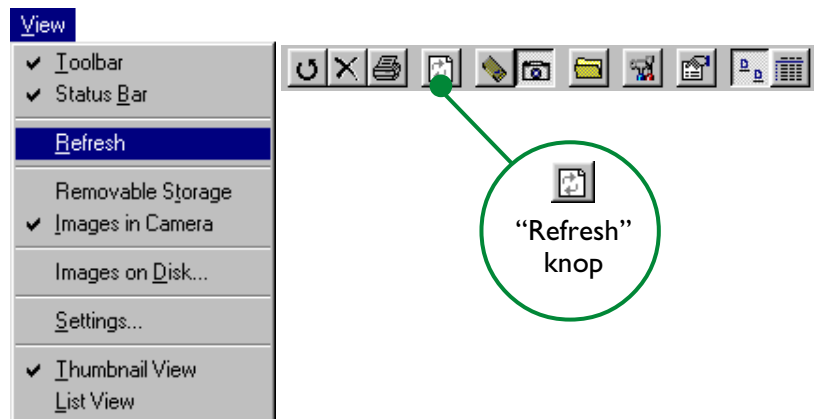 View
Toolbar
Status Bar
Refresh
Removable Storage
Images in Camera
Images on Disk...
Settings...
Thumbnail View
List View
D
D
“Refresh”
knop